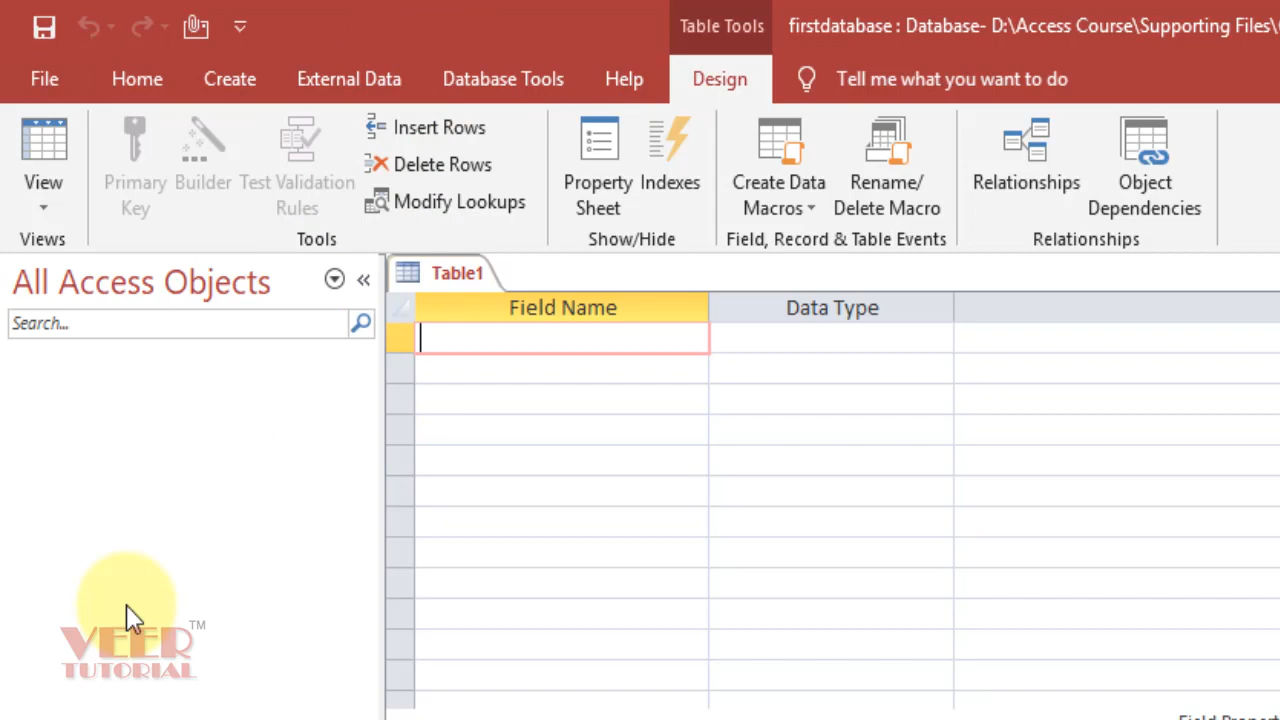 Table Tools
firstdatabase : Database- D:\Access Course\Supporting Files\
File Home Create External Data Database Tools Help Design Tell me what you want to do
View
Primary Key
Builder
Test Validation Rules
Insert Rows
Delete Rows
Modify Lookups
Property Sheet
Indexes
Create Data Macros
Rename/ Delete Macro
Relationships
Object Dependencies
Views
Tools
Show/Hide
Field, Record & Table Events
Relationships
All Access Objects
Search...
Table1
Field Name Data Type
VEER TM
TUTORIAL